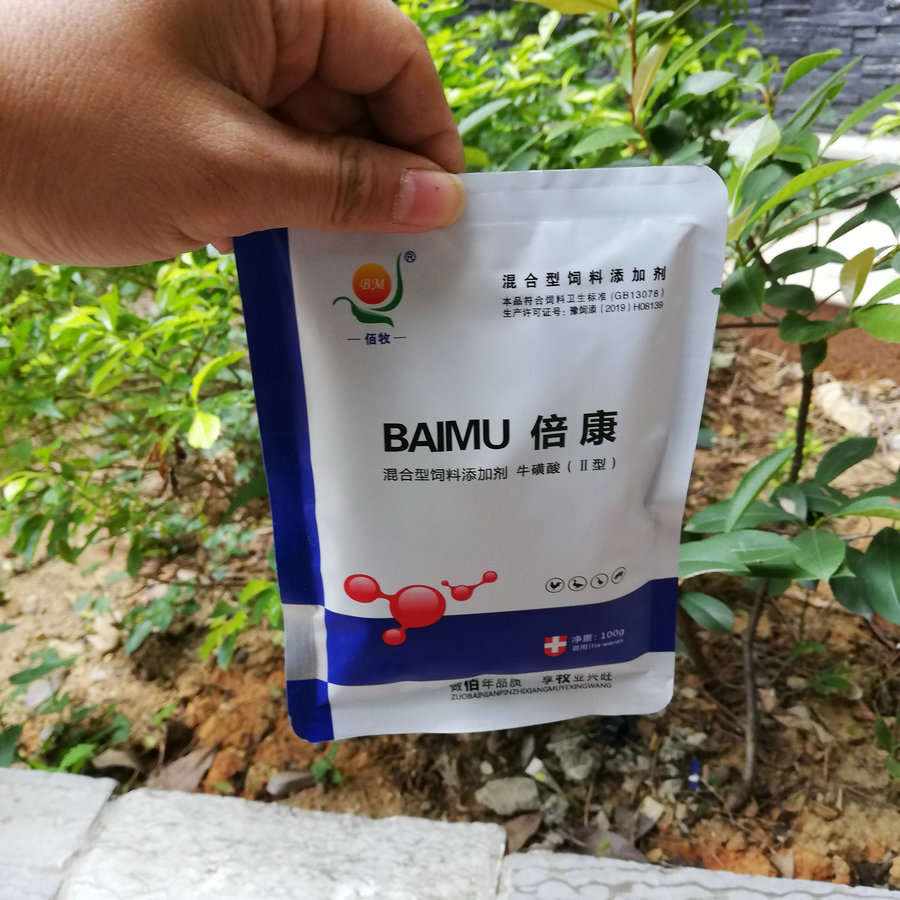 BM
®
佰牧
混合型饲料添加剂
本品符合饲料卫生标准(GB13078)
生产许可证号:豫饲添(2019)H08139
BAIMU 倍康
混合型饲料添加剂 牛磺酸(Ⅱ型)
净重:100g
兽用/For animals
做佰年品质 享牧业兴旺
ZUOBAINIANPINZHIXIANGMUYEXINGWANG